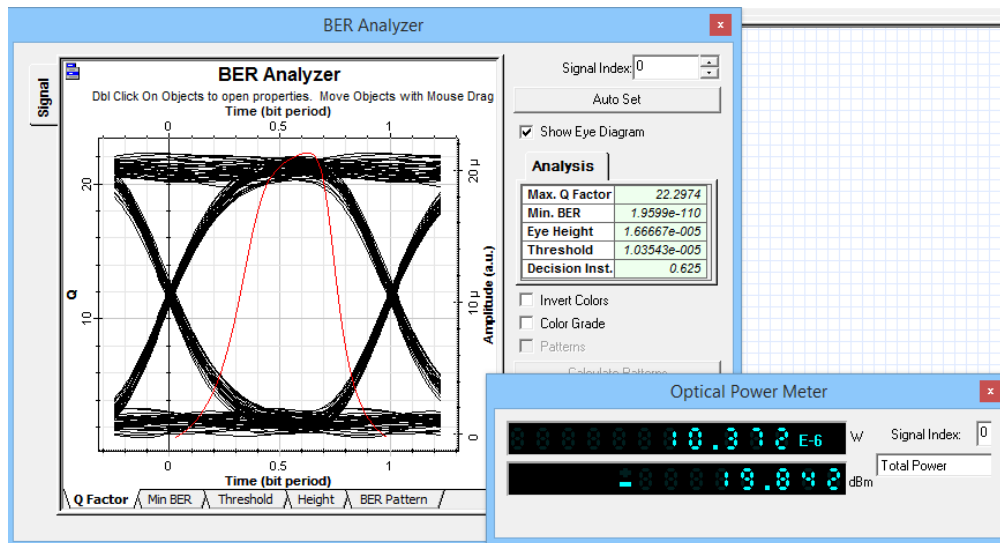 BER Analyzer
x
Signal
BER Analyzer
Dbl Click On Objects to open properties. Move Objects with Mouse Drag
Time (bit period)
0 0.5 1
20
10
Q
20 µ
10 µ
0
Amplitude (a.u.)
0 0.5 1
Time (bit period)
Q Factor Min BER Threshold Height BER Pattern
Signal Index: 0
Auto Set
Show Eye Diagram
Analysis
Max. Q Factor 22.2974
Min. BER 1.9599e-110
Eye Height 1.66667e-005
Threshold 1.03543e-005
Decision Inst. 0.625
Invert Colors
Color Grade
Patterns
Calculate Patterns
Optical Power Meter
x
10.372 E-6 W
Signal Index: 0
Total Power
-19.842 dBm